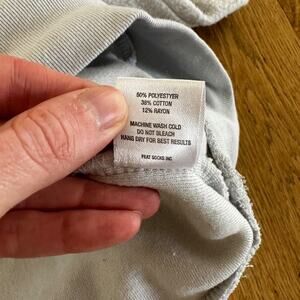 50% POLYESTYER
38% COTTON
12% RAYON
MACHINE WASH COLD
DO NOT BLEACH
HANG DRY FOR BEST RESULTS
FEAT SOCKS INC